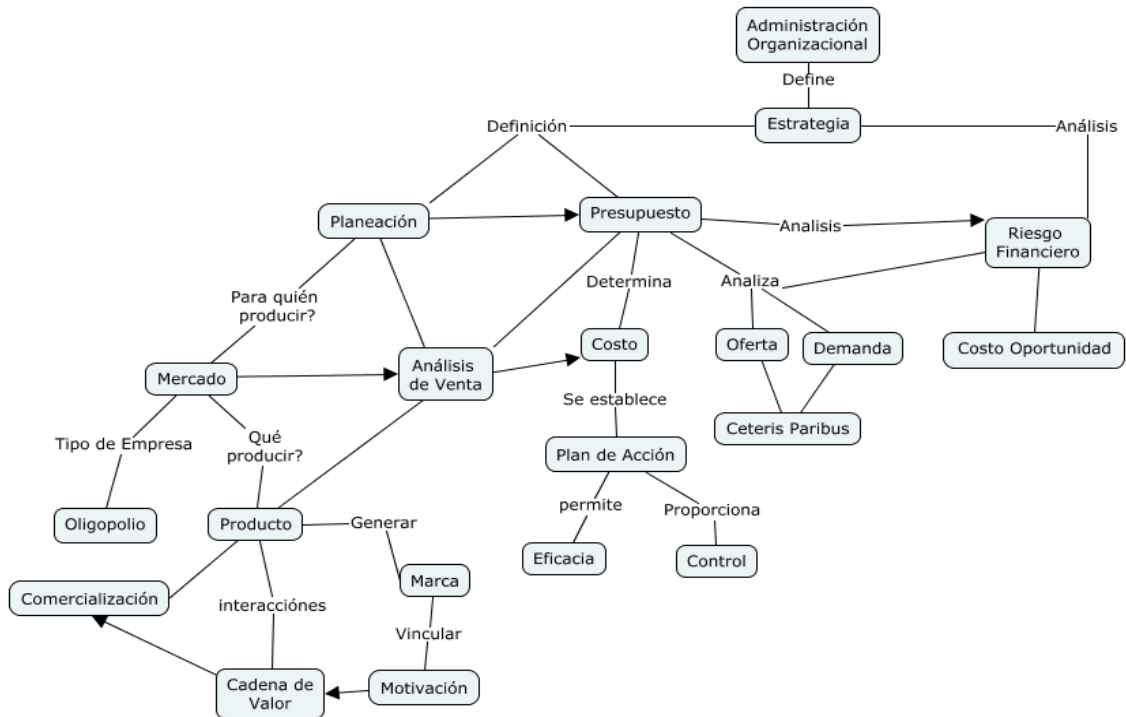 Administración
Organizacional
Define
Definición
Estrategia
Análisis
Planeación
Presupuesto
Analisis
Riesgo
Financiero
Para quién
producir?
Determina
Analiza
Mercado
Análisis
de Venta
Costo
Oferta
Demanda
Costo Oportunidad
Tipo de Empresa
Qué
producir?
Se establece
Ceteris Paribus
Plan de Acción
Oligopolio
Producto
Generar
permite
Proporciona
Eficacia
Control
Comercialización
interacciónes
Marca
Vincular
Cadena de
Valor
Motivación